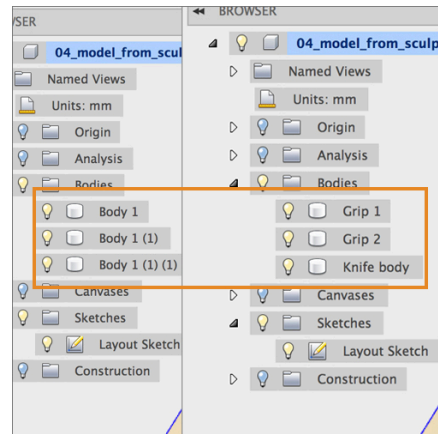 SER
04_model_from_scul
Named Views
Units: mm
Origin
Analysis
Bodies
Body 1
Body 1 (1)
Body 1 (1) (1)
Canvases
Sketches
Layout Sketch
Construction
BROWSER
04_model_from_sculp
Named Views
Units: mm
Origin
Analysis
Bodies
Grip 1
Grip 2
Knife body
Canvases
Sketches
Layout Sketch
Construction